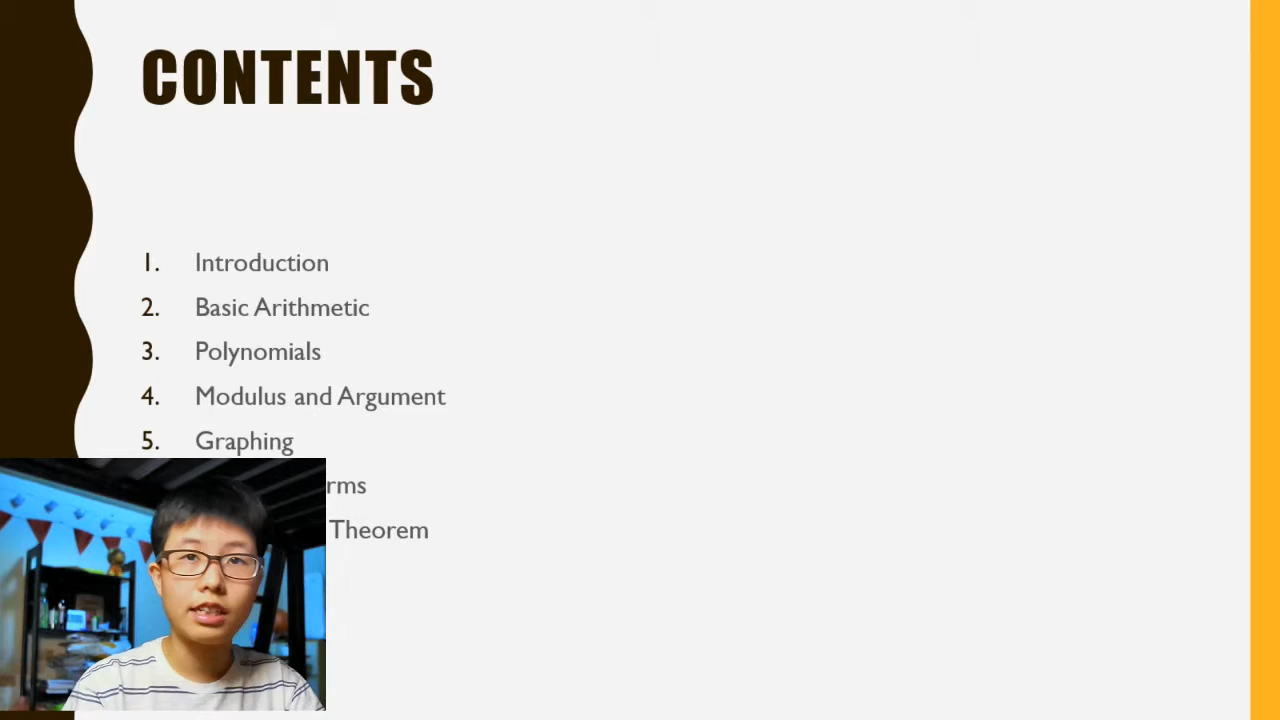 CONTENTS
1. Introduction
2. Basic Arithmetic
3. Polynomials
4. Modulus and Argument
5. Graphing
rms
Theorem